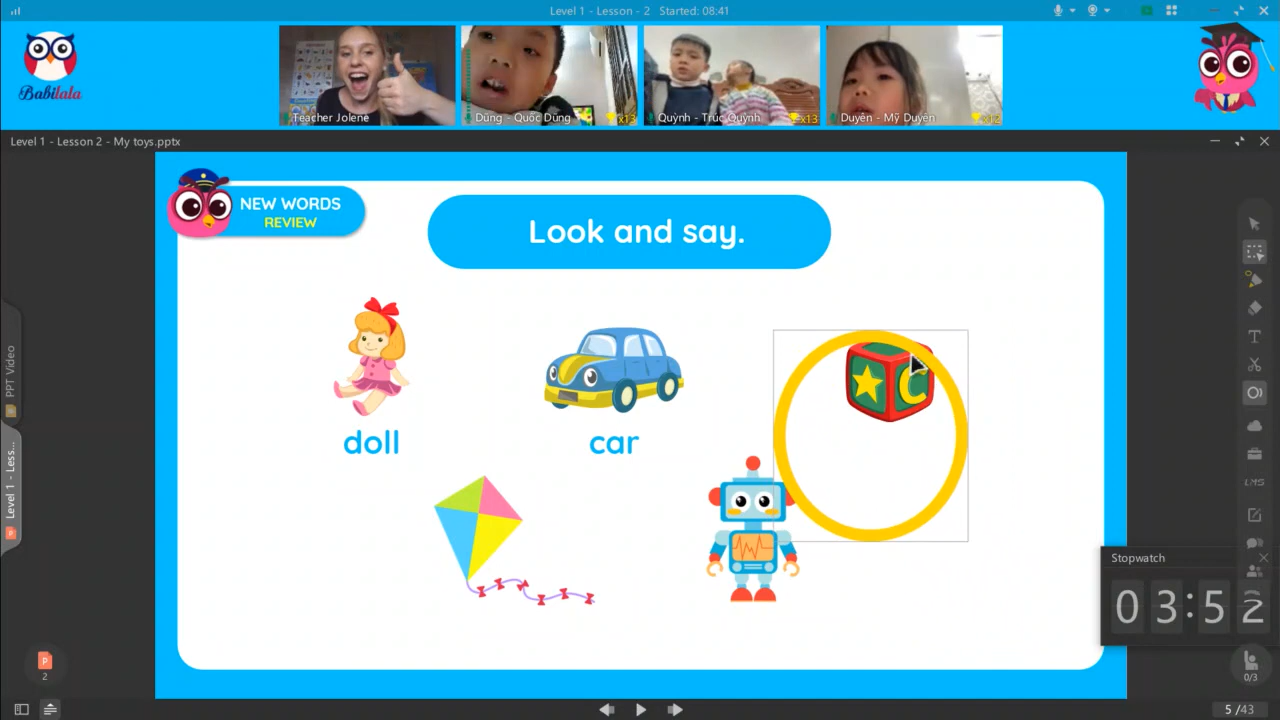 Level 1 - Lesson - 2 Started: 08:41
Babilala
Teacher Jolene
Dũng - Quốc Dũng
x13
Quỳnh - Trúc Quỳnh
x13
Duyên - Mỹ Duyên
x12
Level 1 - Lesson 2 - My toys.pptx
NEW WORDS
REVIEW
Look and say.
doll
car
C
PPT Video
Level 1 - Less...
T
LMS
Stopwatch
03:52
P
2
0/3
5 /43